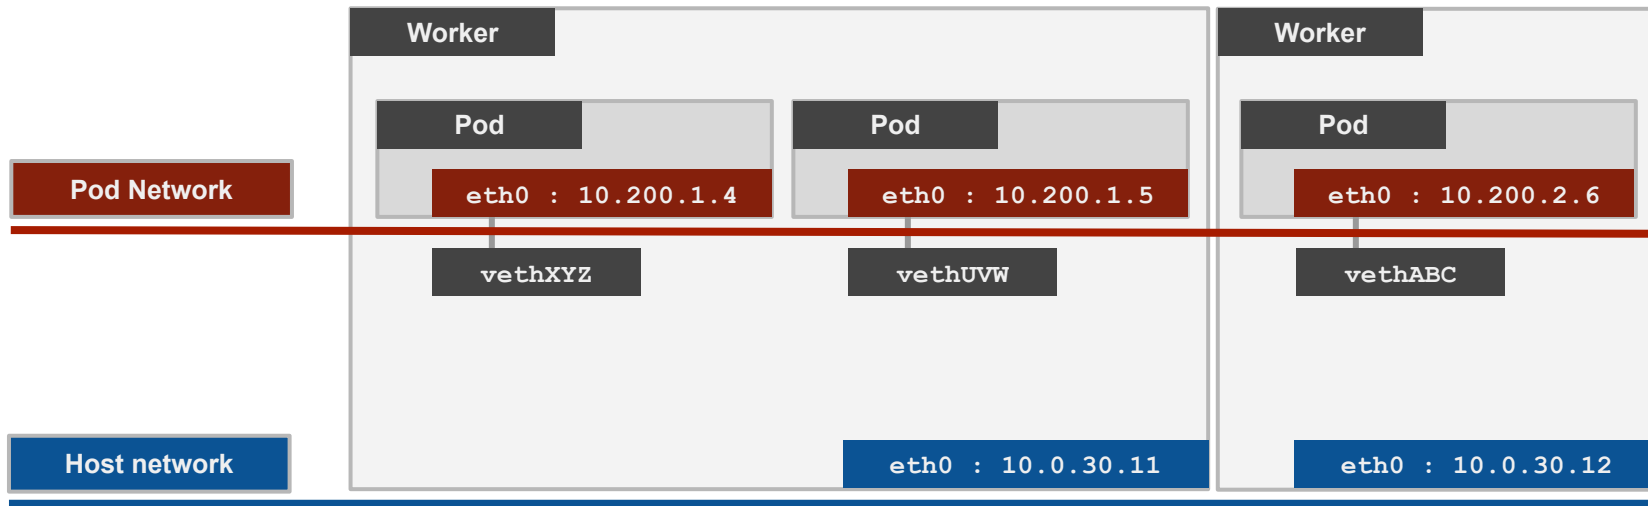 Worker
Worker
Pod
Pod
Pod
Pod Network
eth0 : 10.200.1.4
eth0 : 10.200.1.5
eth0 : 10.200.2.6
vethXYZ
vethUVW
vethABC
Host network
eth0 : 10.0.30.11
eth0 : 10.0.30.12